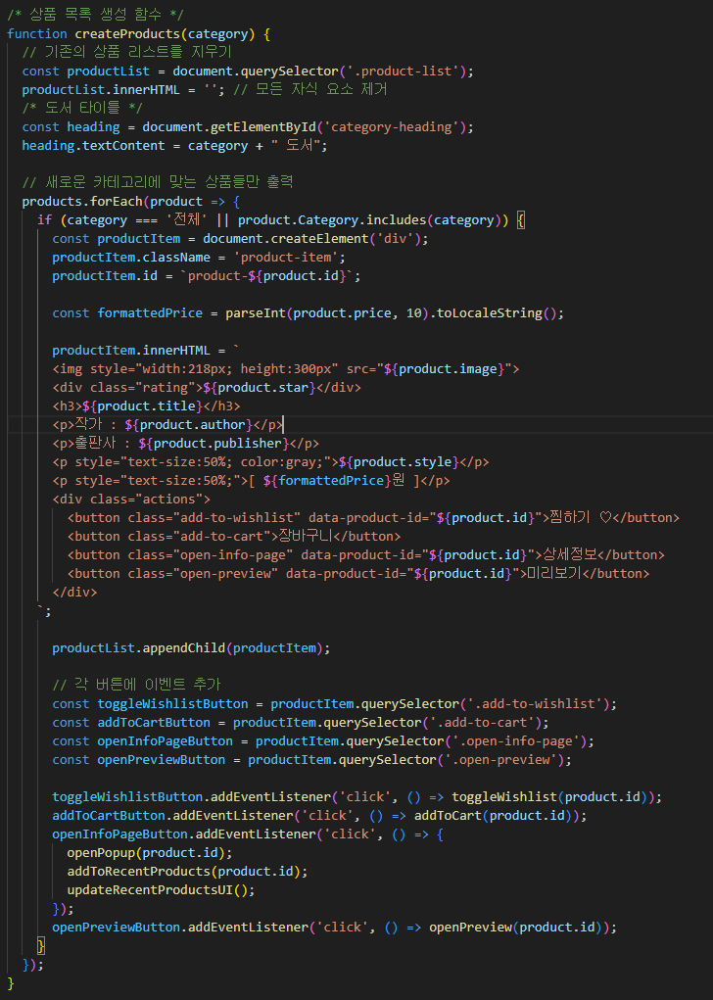 /* 상품 목록 생성 함수 */
function createProducts(category) {
// 기존의 상품 리스트를 지우기
const productList = document.querySelector('.product-list');
productList.innerHTML = ''; // 모든 자식 요소 제거
/* 도서 타이틀 */
const heading = document.getElementById('category-heading');
heading.textContent = category + " 도서";
// 새로운 카테고리에 맞는 상품들만 출력
products.forEach(product => {
if (category === '전체' || product.Category.includes(category)) {
const productItem = document.createElement('div');
productItem.className = 'product-item';
productItem.id = `product-${product.id}`;
const formattedPrice = parseInt(product.price, 10).toLocaleString();
productItem.innerHTML = `
<img style="width:218px; height:300px" src="${product.image}">
<div class="rating">${product.star}</div>
<h3>${product.title}</h3>
<p>작가 : ${product.author}</p>
<p>출판사 : ${product.publisher}</p>
<p style="text-size:50%; color:gray;">${product.style}</p>
<p style="text-size:50%;">[ ${formattedPrice}원 ]</p>
<div class="actions">
<button class="add-to-wishlist" data-product-id="${product.id}">찜하기 ♡</button>
<button class="add-to-cart">장바구니</button>
<button class="open-info-page" data-product-id="${product.id}">상세정보</button>
<button class="open-preview" data-product-id="${product.id}">미리보기</button>
</div>
`;
productList.appendChild(productItem);
// 각 버튼에 이벤트 추가
const toggleWishlistButton = productItem.querySelector('.add-to-wishlist');
const addToCartButton = productItem.querySelector('.add-to-cart');
const openInfoPageButton = productItem.querySelector('.open-info-page');
const openPreviewButton = productItem.querySelector('.open-preview');
toggleWishlistButton.addEventListener('click', () => toggleWishlist(product.id));
addToCartButton.addEventListener('click', () => addToCart(product.id));
openInfoPageButton.addEventListener('click', () => {
openPopup(product.id);
addToRecentProducts(product.id);
updateRecentProductsUI();
});
openPreviewButton.addEventListener('click', () => openPreview(product.id));
}
});
}